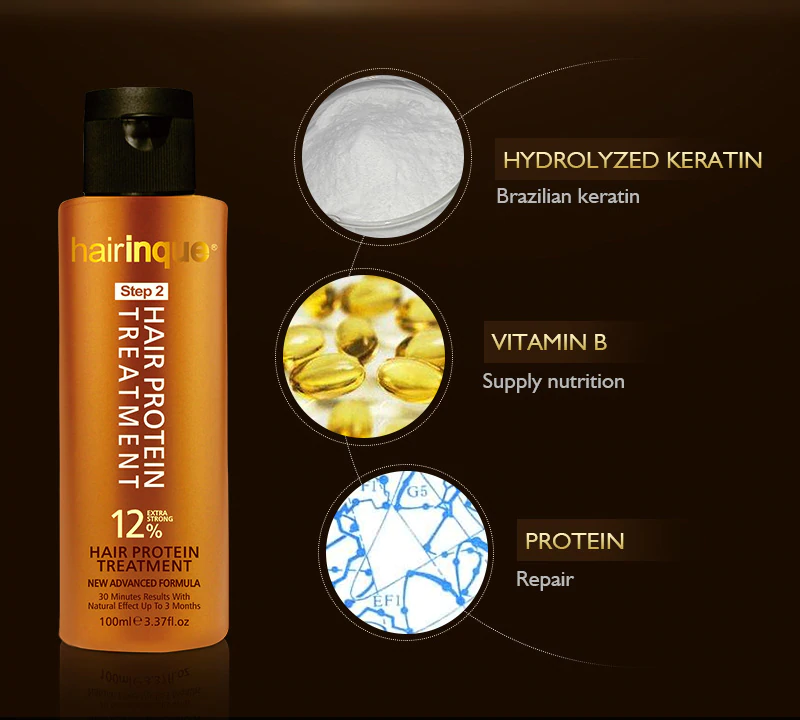 hairinque®
Step 2
HAIR PROTEIN
TREATMENT
12%
EXTRA
STRONG
HAIR PROTEIN
TREATMENT
NEW ADVANCED FORMULA
30 Minutes Results With
Natural Effect Up To 3 Months
100ml℮3.37fl.oz
HYDROLYZED KERATIN
Brazilian keratin
VITAMIN B
Supply nutrition
G5
EF1
PROTEIN
Repair